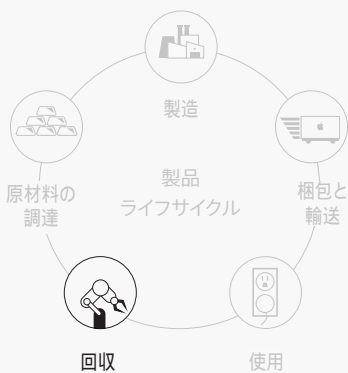 製造
原材料の
調達
製品
ライフサイクル
梱包と
輸送
回収
使用